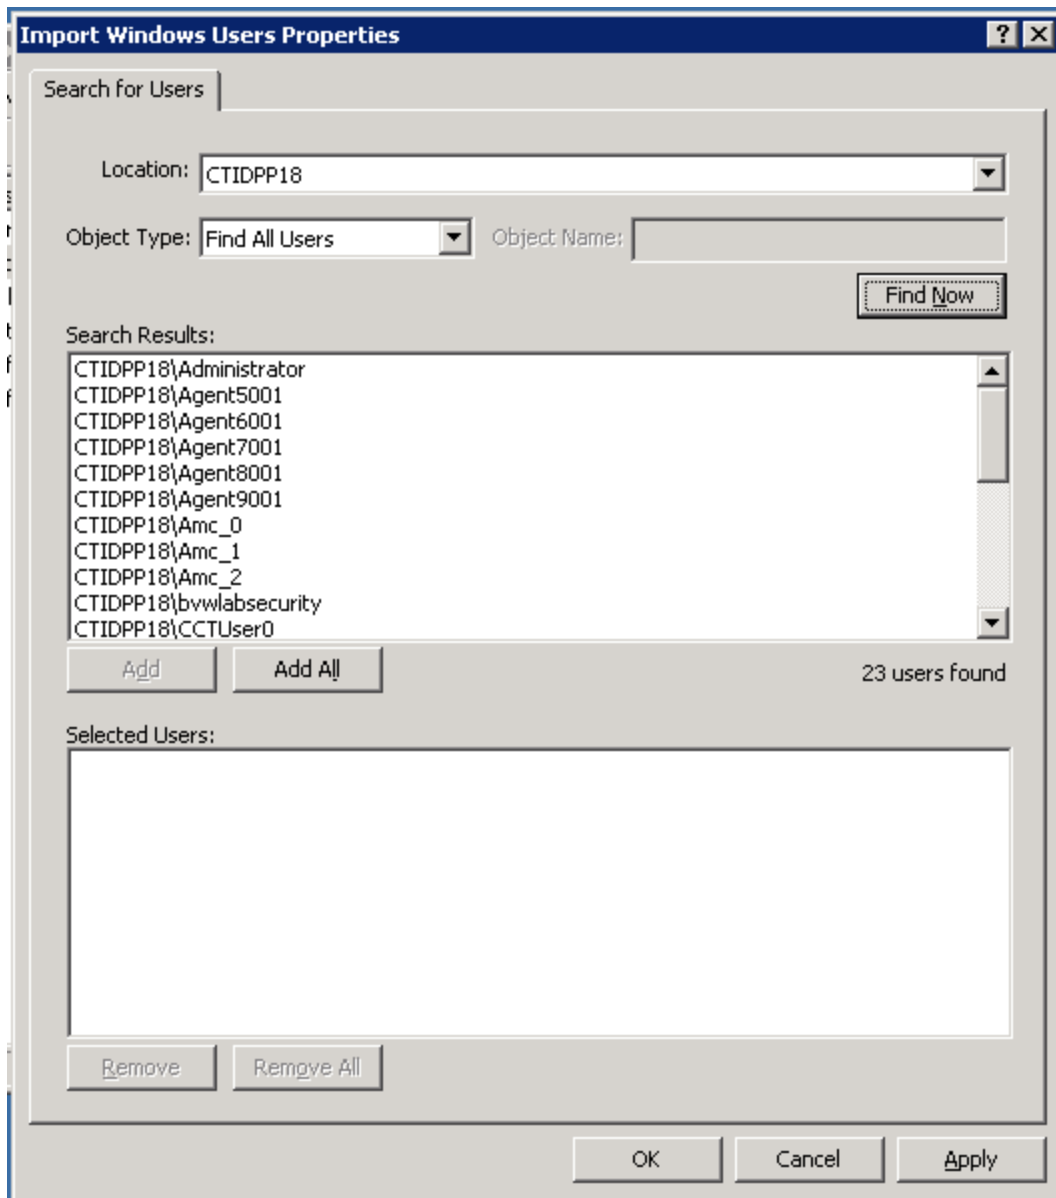 Import Windows Users Properties
Search for Users
Location: CTIDPP18
Object Type: Find All Users Object Name:
Find Now
Search Results:
CTIDPP18\Administrator
CTIDPP18\Agent5001
CTIDPP18\Agent6001
CTIDPP18\Agent7001
CTIDPP18\Agent8001
CTIDPP18\Agent9001
CTIDPP18\Amc_0
CTIDPP18\Amc_1
CTIDPP18\Amc_2
CTIDPP18\bvwlabsecurity
CTIDPP18\CCTUser0
Add Add All 23 users found
Selected Users:
Remove Remove All
OK Cancel Apply